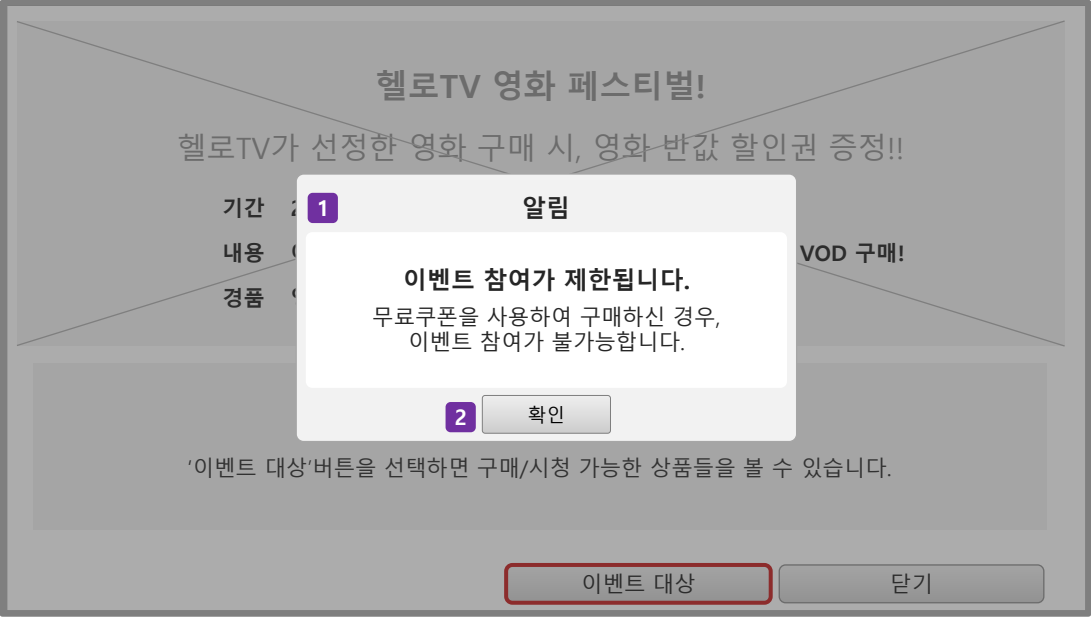 헬로TV 영화 페스티벌!
헬로TV가 선정한 영화 구매 시, 영화 반값 할인권 증정!!
기간
내용 VOD 구매!
경품
1 알림
이벤트 참여가 제한됩니다.
무료쿠폰을 사용하여 구매하신 경우,
이벤트 참여가 불가능합니다.
2 확인
'이벤트 대상'버튼을 선택하면 구매/시청 가능한 상품들을 볼 수 있습니다.
이벤트 대상 닫기